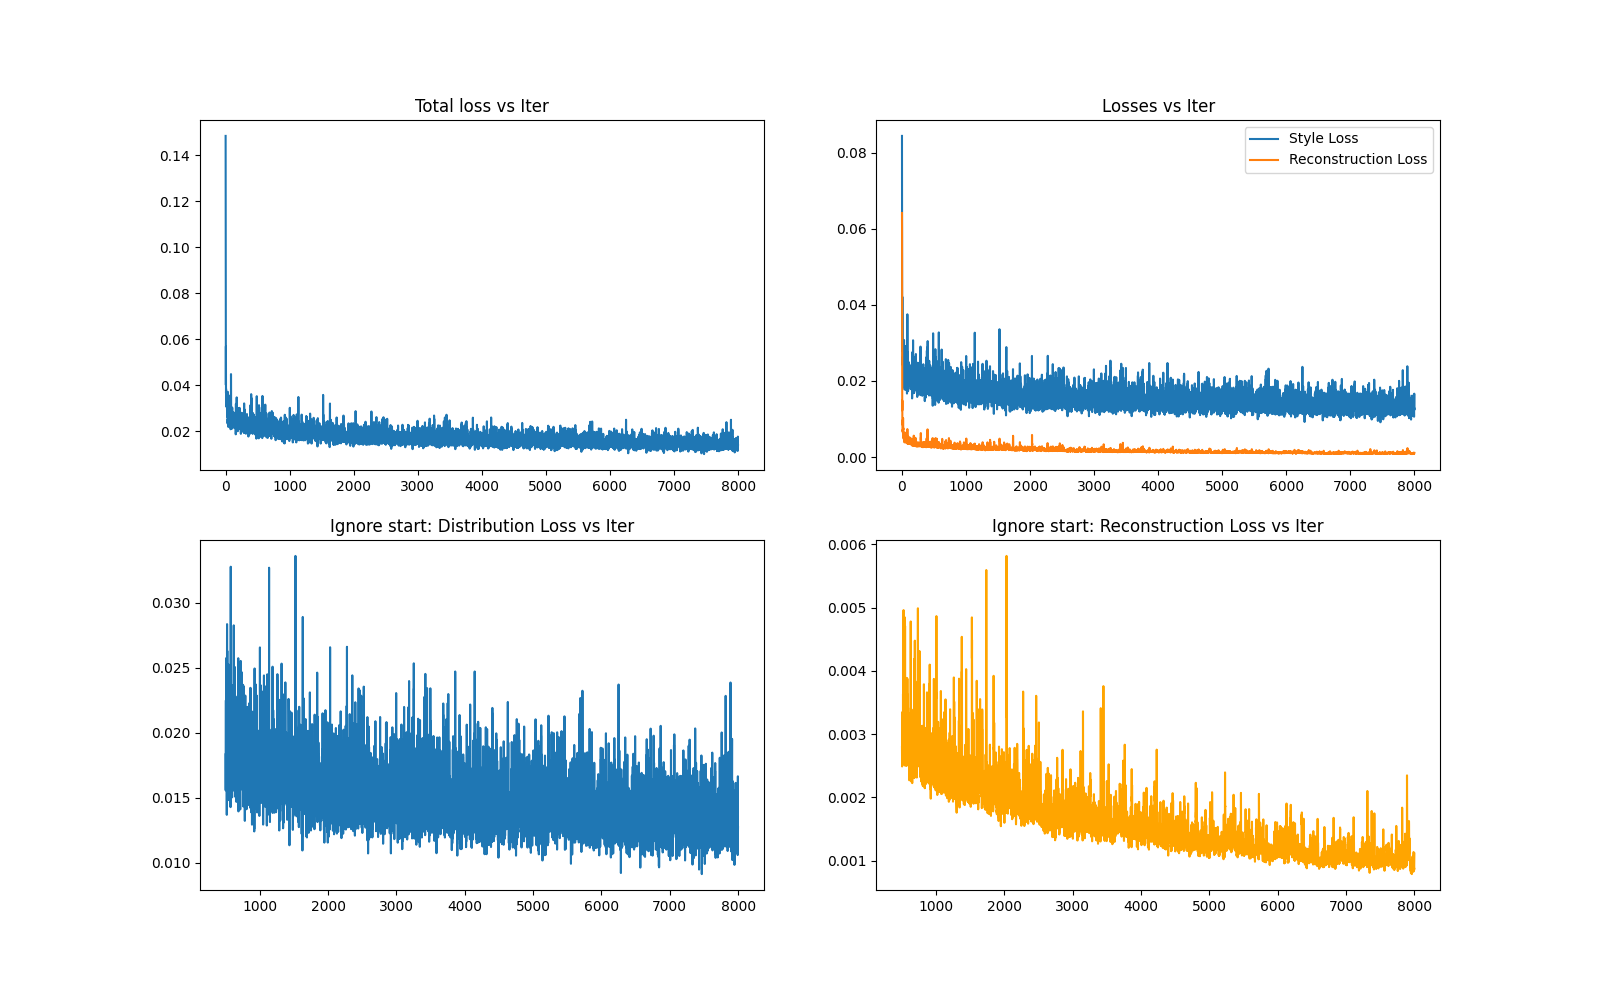 Total loss vs Iter
0.14
0.12
0.10
0.08
0.06
0.04
0.02
0 1000 2000 3000 4000 5000 6000 7000 8000
Losses vs Iter
Style Loss
Reconstruction Loss
0.08
0.06
0.04
0.02
0.00
0 1000 2000 3000 4000 5000 6000 7000 8000
Ignore start: Distribution Loss vs Iter
0.030
0.025
0.020
0.015
0.010
1000 2000 3000 4000 5000 6000 7000 8000
Ignore start: Reconstruction Loss vs Iter
0.006
0.005
0.004
0.003
0.002
0.001
1000 2000 3000 4000 5000 6000 7000 8000